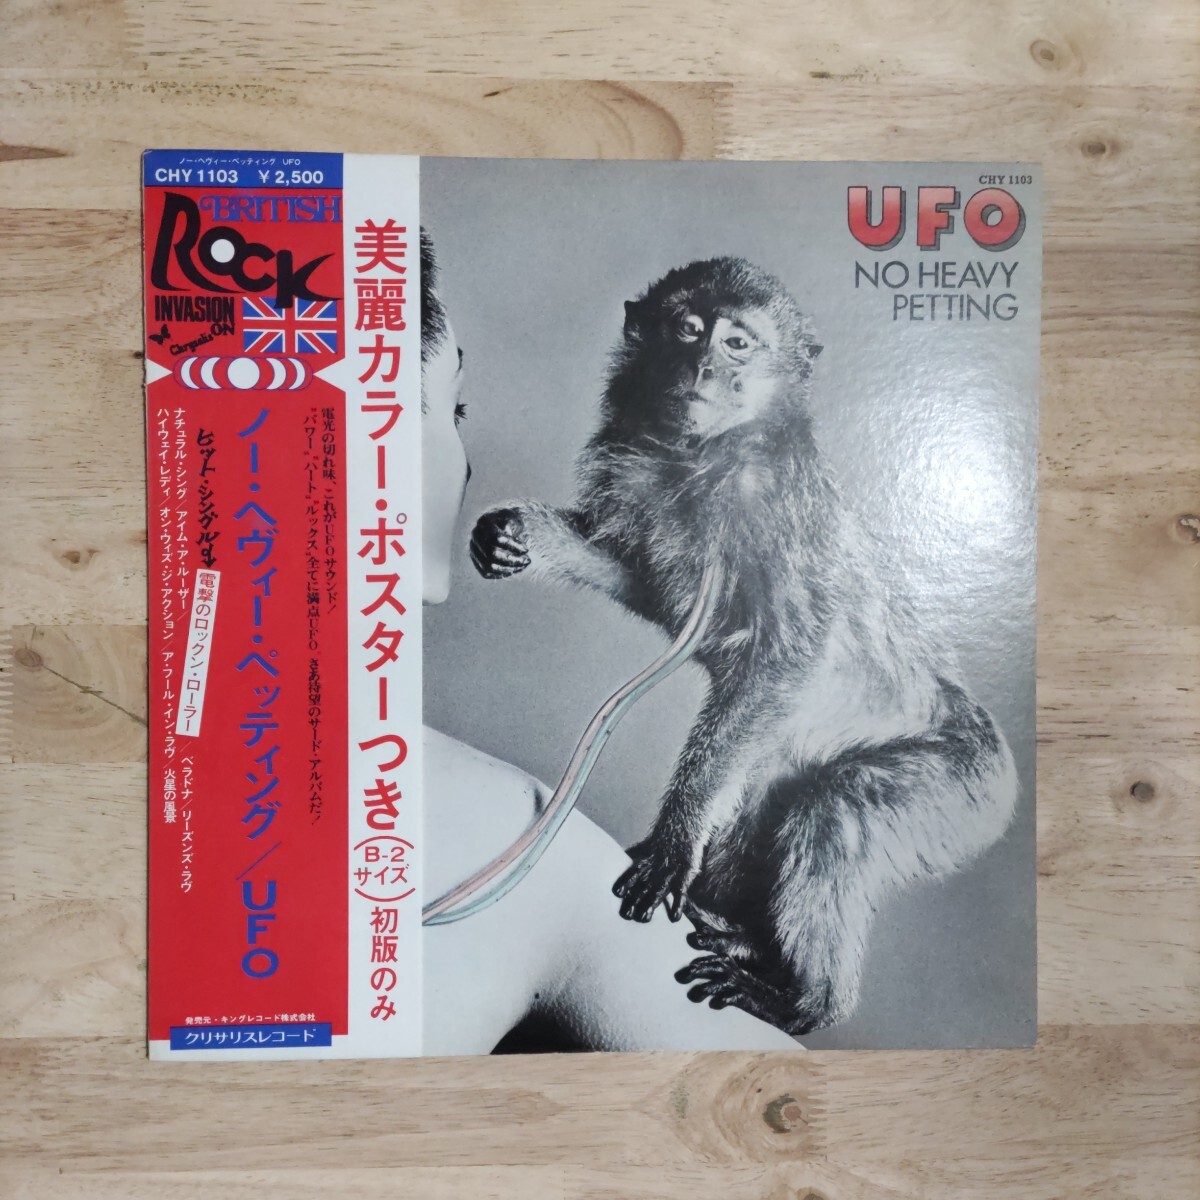 ノー・ヘヴィー・ペッティング UFO
CHY 1103 ¥2,500
BRITISH
ROCK
INVASION
ON
Chrysalis
電光の切れ味、これがUFOサウンド!
"パワー" "ハート" "ルックス" 全てに満点UFO。さあ待望のサード・アルバムだ!
ノー・ヘヴィー・ペッティング/UFO
ヒット・シングル
電撃のロックン・ローラー
ナチュラル・シング/アイム・ア・ルーザー/
/ベラドナ/リーズンズ・ラヴ
ハイウェイ・レディ/オン・ウィズ・ジ・アクション/ア・フール・イン・ラヴ/火星の風景
発売元・キングレコード株式会社
クリサリスレコード
美麗カラー・ポスターつき(B-2サイズ)初版のみ
CHY 1103
UFO
NO HEAVY
PETTING